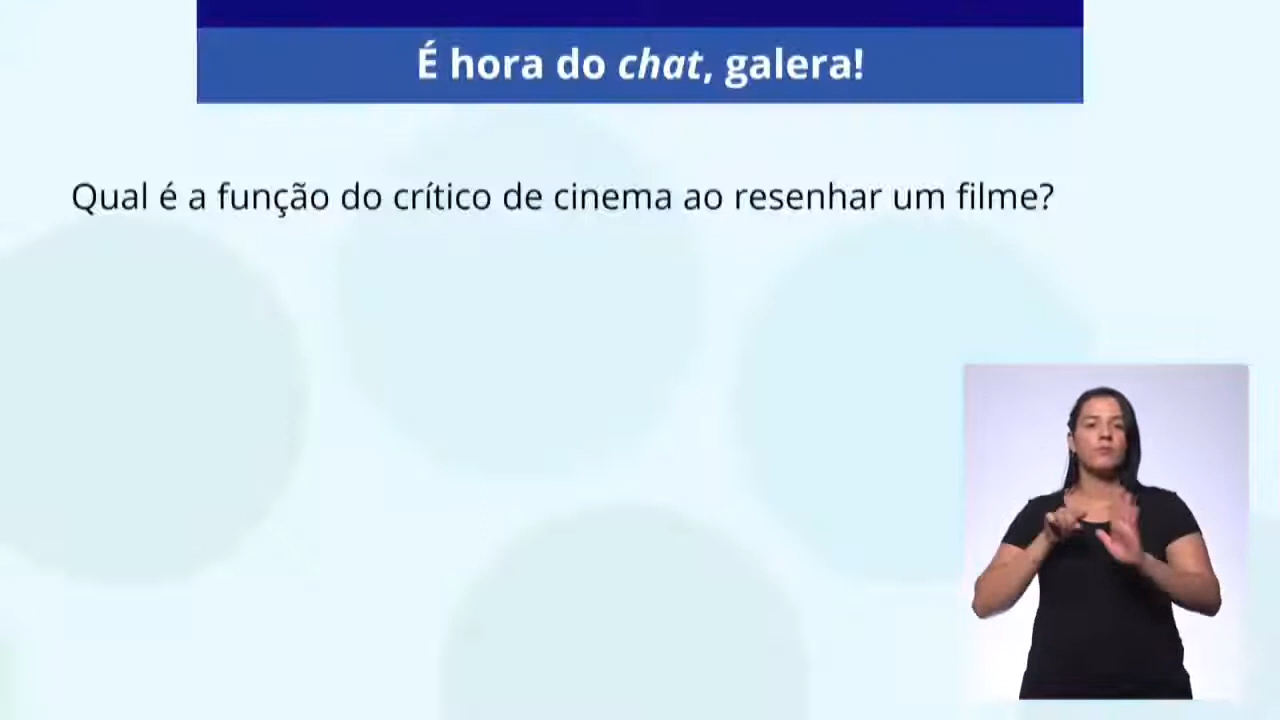 É hora do chat, galera!
Qual é a função do crítico de cinema ao resenhar um filme?